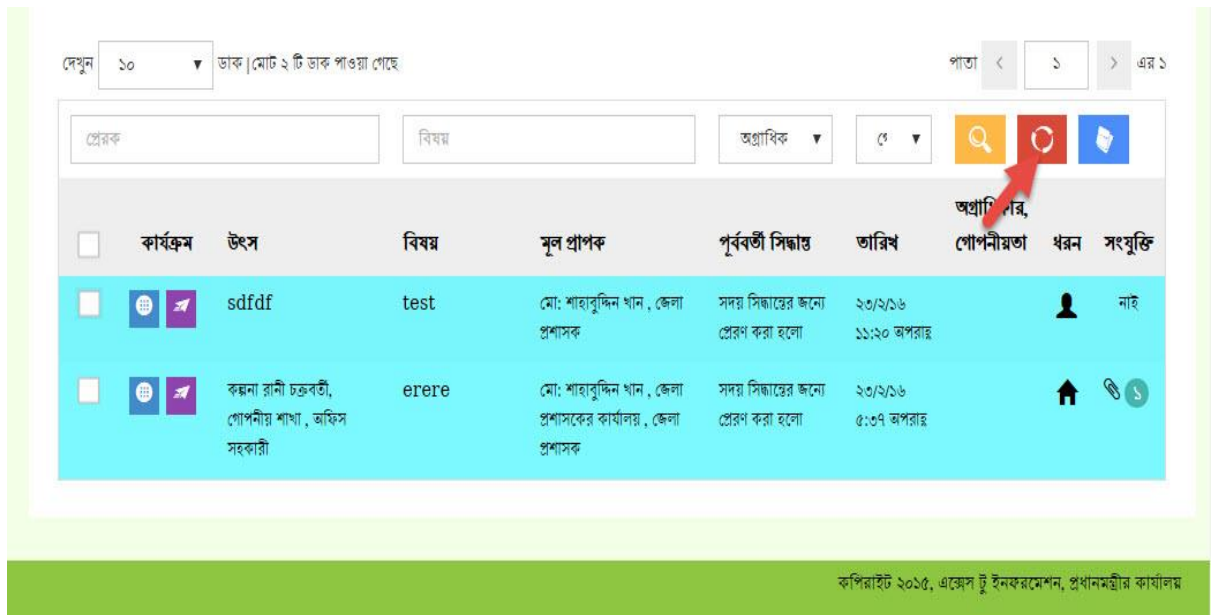 দেখুন ১০ ডাক|মোট ২ টি ডাক পাওয়া গেছে পাতা < ১ > এর ১
প্রেরক বিষয় অগ্রাধিক
কার্যক্রম উৎস বিষয় মূল প্রাপক পূর্ববর্তী সিদ্ধান্ত তারিখ অগ্রাধিকার, গোপনীয়তা ধরন সংযুক্তি
sdfdf test মো: শাহাবুদ্দিন খান , জেলা সদয় সিদ্ধান্তের জন্যে ২৩/২/১৬ নাই
প্রশাসক প্রেরণ করা হলো ১১:২০ অপরাহ্ণ
কল্পনা রানী চক্রবর্তী, erere মো: শাহাবুদ্দিন খান , জেলা সদয় সিদ্ধান্তের জন্যে ২৩/২/১৬ ১
গোপনীয় শাখা , অফিস প্রশাসকের কার্যালয় , জেলা প্রেরণ করা হলো ৫:৩৭ অপরাহ্ণ
সহকারী প্রশাসক
কপিরাইট ২০১৫, এক্সেস টু ইনফরমেশন, প্রধানমন্ত্রীর কার্যালয়